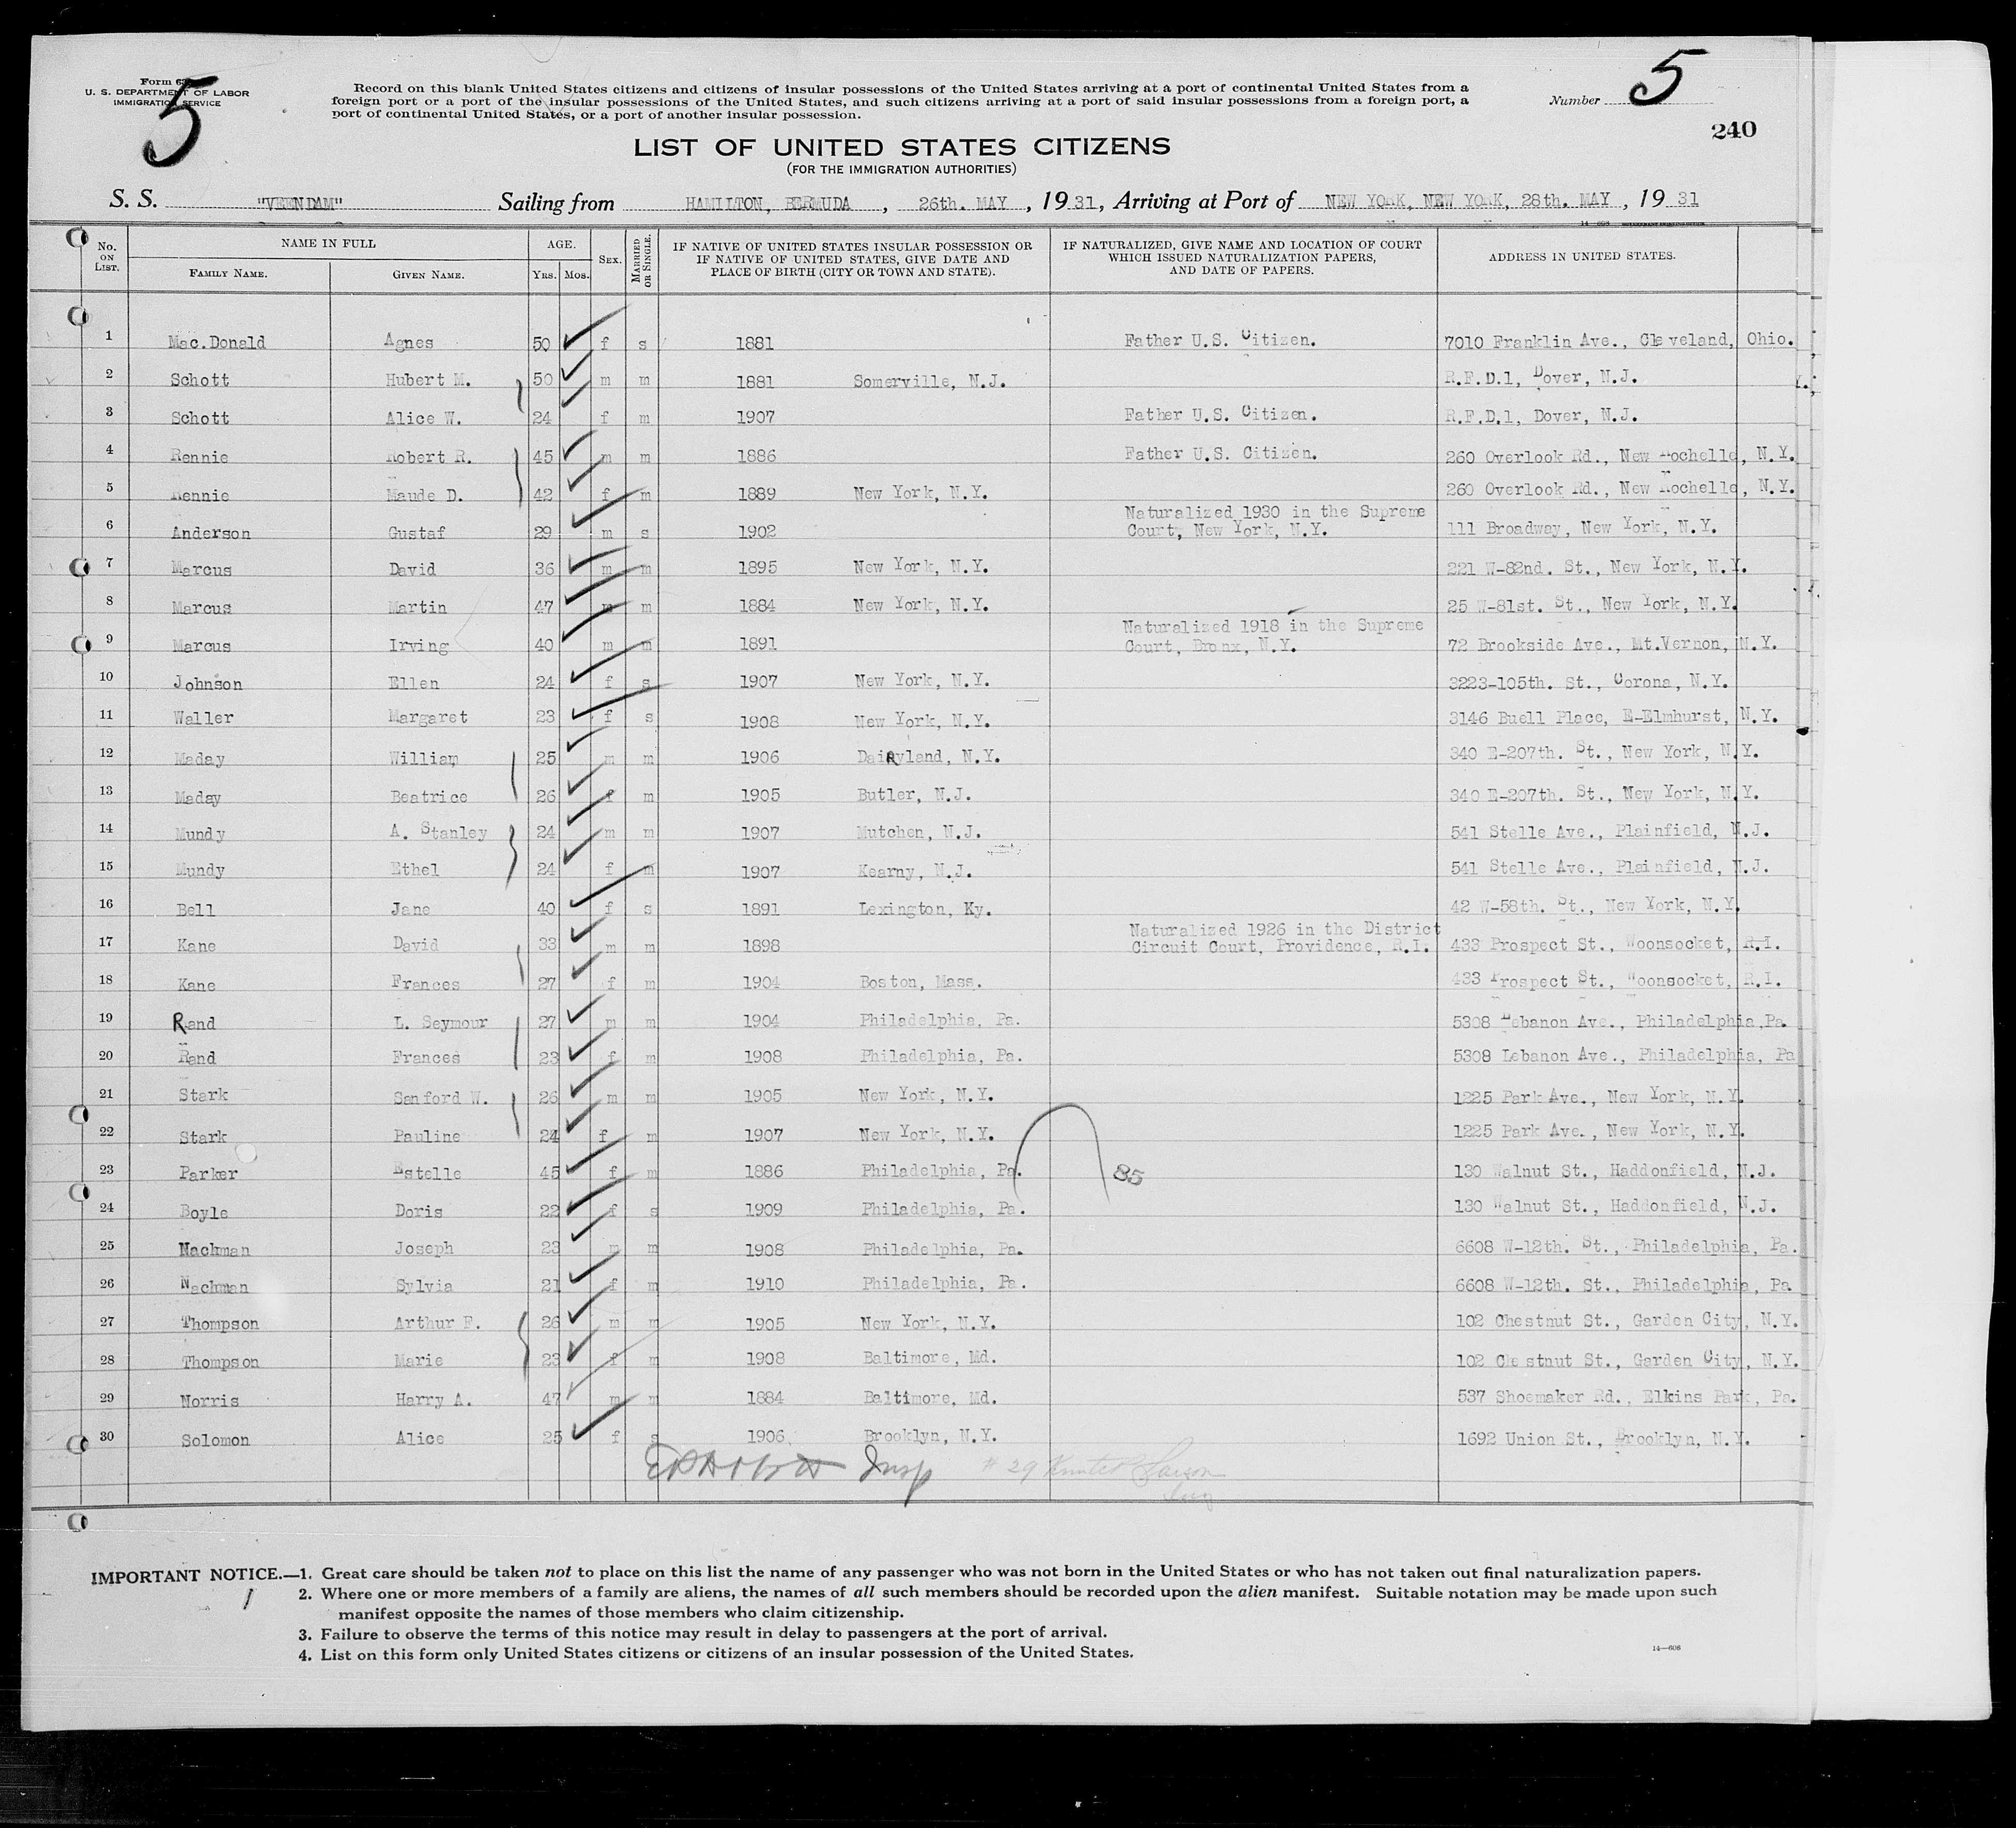 Form 63
U. S. DEPARTMENT OF LABOR
IMMIGRATION SERVICE
5
Record on this blank United States citizens and citizens of insular possessions of the United States arriving at a port of continental United States from a
foreign port or a port of the insular possessions of the United States, and such citizens arriving at a port of said insular possessions from a foreign port, a
port of continental United States, or a port of another insular possession.
Number 5
240
LIST OF UNITED STATES CITIZENS
(FOR THE IMMIGRATION AUTHORITIES)
S. S. "VEENDAM" Sailing from HAMILTON, BERMUDA, 26th. MAY, 1931, Arriving at Port of NEW YORK, NEW YORK, 28th. MAY, 1931
14—608
No. ON LIST. NAME IN FULL FAMILY NAME. GIVEN NAME. AGE. YRS. MOS. SEX. MARRIED OR SINGLE. IF NATIVE OF UNITED STATES INSULAR POSSESSION OR IF NATIVE OF UNITED STATES, GIVE DATE AND PLACE OF BIRTH (CITY OR TOWN AND STATE). IF NATURALIZED, GIVE NAME AND LOCATION OF COURT WHICH ISSUED NATURALIZATION PAPERS, AND DATE OF PAPERS. ADDRESS IN UNITED STATES.
1 Mac.Donald Agnes 50 f s 1881 Father U.S. Citizen. 7010 Franklin Ave., Cleveland, Ohio.
2 Schott Hubert M. 50 m m 1881 Somerville, N.J. R.F.D.1, Dover, N.J.
3 Schott Alice W. 24 f m 1907 Father U.S. Citizen. R.F.D.1, Dover, N.J.
4 Rennie Robert R. 45 m m 1886 Father U.S. Citizen. 260 Overlook Rd., New Rochelle, N.Y.
5 Rennie Maude D. 42 f m 1889 New York, N.Y. 260 Overlook Rd., New Rochelle, N.Y.
6 Anderson Gustaf 29 m s 1902 Naturalized 1930 in the Supreme Court, New York, N.Y. 111 Broadway, New York, N.Y.
7 Marcus David 36 m m 1895 New York, N.Y. 221 W-82nd. St., New York, N.Y.
8 Marcus Martin 47 m m 1884 New York, N.Y. 25 W-81st. St., New York, N.Y.
9 Marcus Irving 40 m m 1891 Naturalized 1918 in the Supreme Court, Bronx, N.Y. 72 Brookside Ave., Mt.Vernon, N.Y.
10 Johnson Ellen 24 f s 1907 New York, N.Y. 3223-105th. St., Corona, N.Y.
11 Waller Margaret 23 f s 1908 New York, N.Y. 3146 Buell Place, E-Elmhurst, N.Y.
12 Maday William 25 m m 1906 DaiRyland, N.Y. 340 E-207th. St., New York, N.Y.
13 Maday Beatrice 26 f m 1905 Butler, N.J. 340 E-207th. St., New York, N.Y.
14 Mundy A. Stanley 24 m m 1907 Mutchen, N.J. 541 Stelle Ave., Plainfield, N.J.
15 Mundy Ethel 24 f m 1907 Kearny, N.J. 541 Stelle Ave., Plainfield, N.J.
16 Bell Jane 40 f s 1891 Lexington, Ky. 42 W-58th. St., New York, N.Y.
17 Kane David 33 m m 1898 Naturalized 1926 in the District Circuit Court, Providence, R.I. 433 Prospect St., Woonsocket, R.I.
18 Kane Frances 27 f m 1904 Boston, Mass. 433 Prospect St., Woonsocket, R.I.
19 Rand L. Seymour 27 m m 1904 Philadelphia, Pa. 5308 Lebanon Ave., Philadelphia,Pa.
20 Rand Frances 23 f m 1908 Philadelphia, Pa. 5308 Lebanon Ave., Philadelphia, Pa
21 Stark Sanford W. 26 m m 1905 New York, N.Y. 1225 Park Ave., New York, N.Y.
22 Stark Pauline 24 f m 1907 New York, N.Y. 1225 Park Ave., New York, N.Y.
23 Parker Estelle 45 f m 1886 Philadelphia, Pa. 85 130 Walnut St., Haddonfield, N.J.
24 Boyle Doris 22 f s 1909 Philadelphia, Pa. 130 Walnut St., Haddonfield, N.J.
25 Nachman Joseph 23 m m 1908 Philadelphia, Pa. 6608 W-12th. St., Philadelphia, Pa.
26 Nachman Sylvia 21 f m 1910 Philadelphia, Pa. 6608 W-12th. St., Philadelphia, Pa.
27 Thompson Arthur F. 26 m m 1905 New York, N.Y. 102 Chestnut St., Garden City, N.Y.
28 Thompson Marie 23 f m 1908 Baltimore, Md. 102 Chestnut St., Garden City, N.Y.
29 Norris Harry A. 47 m m 1884 Baltimore, Md. 537 Shoemaker Rd., Elkins Park, Pa.
30 Solomon Alice 25 f s 1906 Brooklyn, N.Y. 1692 Union St., Brooklyn, N.Y.
Insp # 29
IMPORTANT NOTICE.—1. Great care should be taken not to place on this list the name of any passenger who was not born in the United States or who has not taken out final naturalization papers.
2. Where one or more members of a family are aliens, the names of all such members should be recorded upon the alien manifest. Suitable notation may be made upon such
manifest opposite the names of those members who claim citizenship.
3. Failure to observe the terms of this notice may result in delay to passengers at the port of arrival.
4. List on this form only United States citizens or citizens of an insular possession of the United States.
14—608